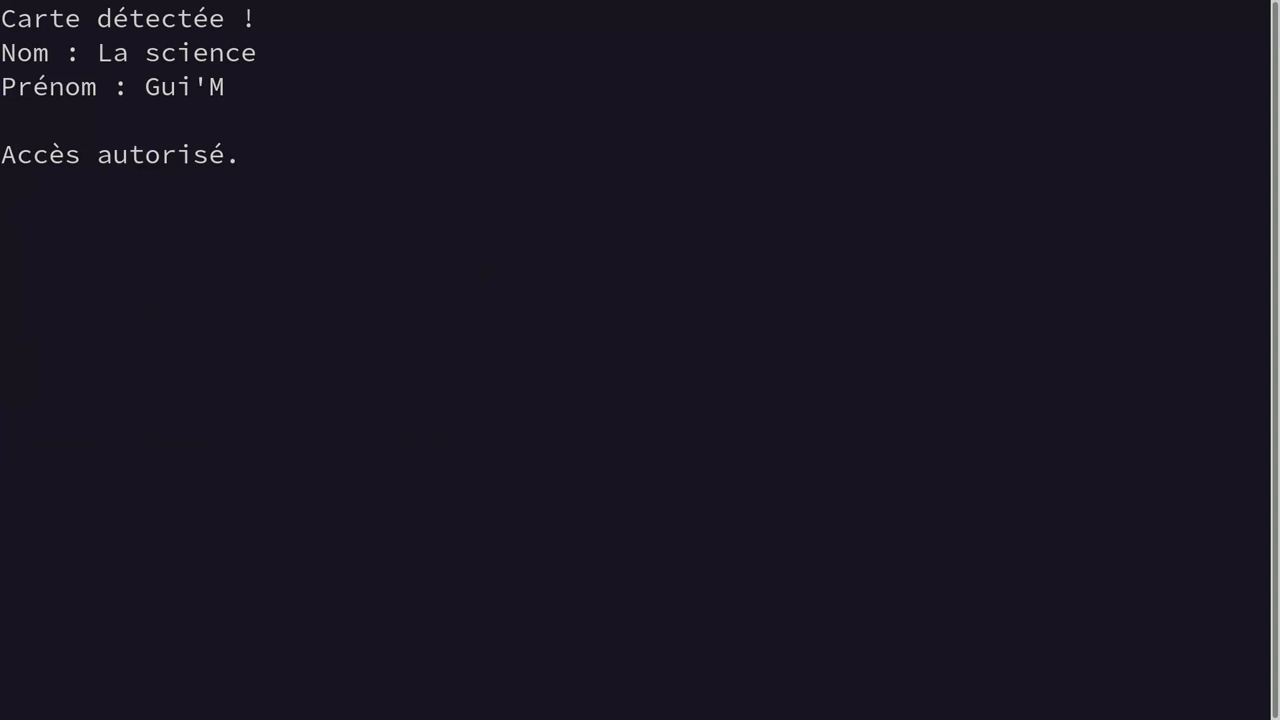 Carte détectée !
Nom : La science
Prénom : Gui'M
Accès autorisé.